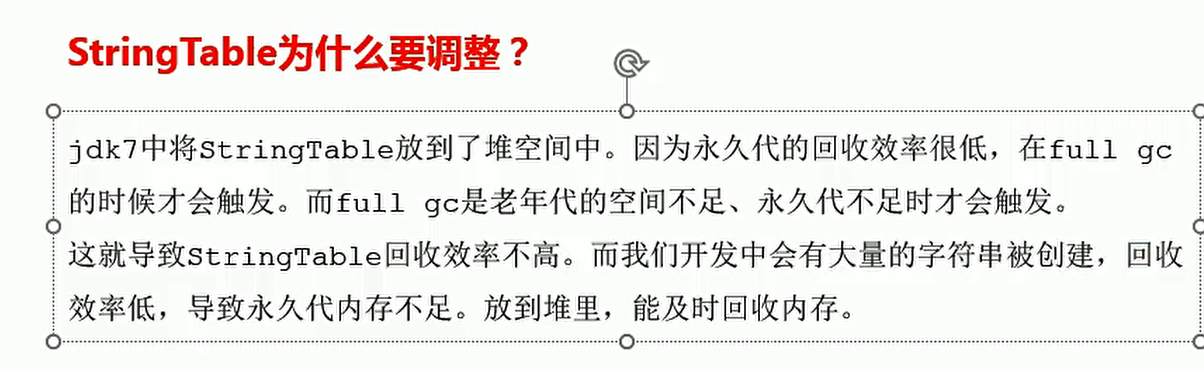 StringTable为什么要调整？
jdk7中将StringTable放到了堆空间中。因为永久代的回收效率很低，在full gc
的时候才会触发。而full gc是老年代的空间不足、永久代不足时才会触发。
这就导致StringTable回收效率不高。而我们开发中会有大量的字符串被创建，回收
效率低，导致永久代内存不足。放到堆里，能及时回收内存。